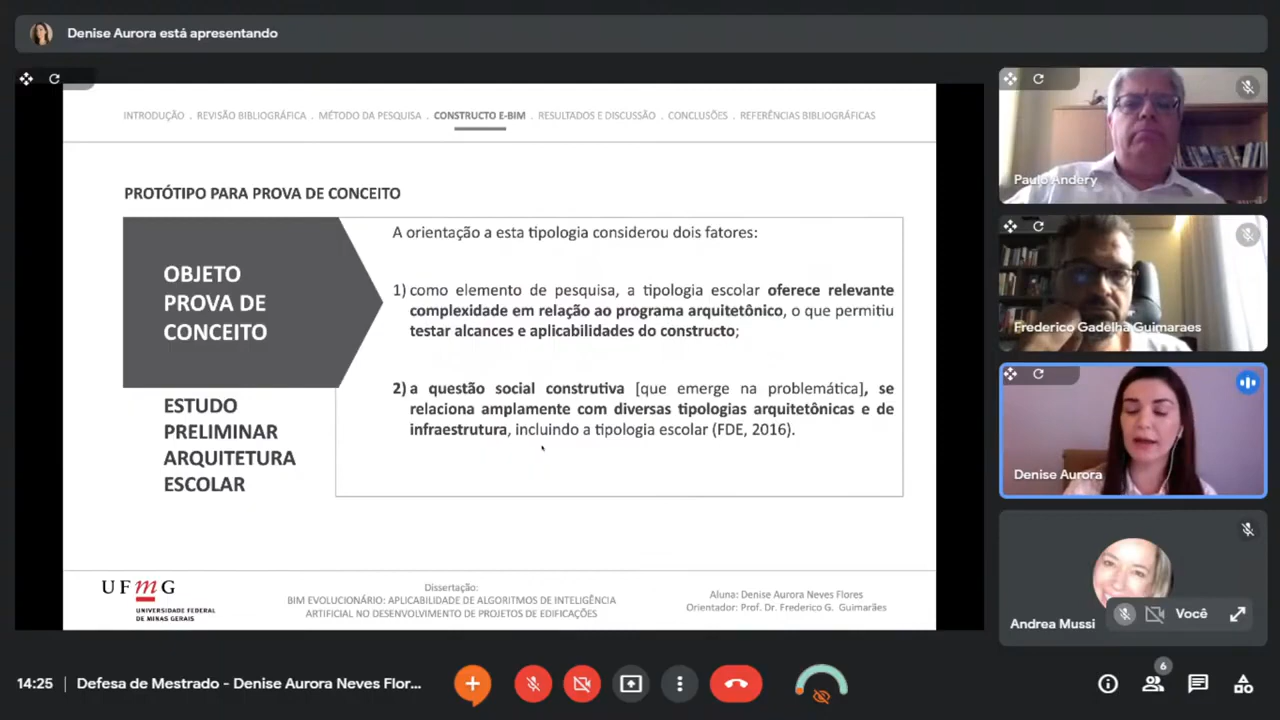 Denise Aurora está apresentando
INTRODUÇÃO . REVISÃO BIBLIOGRÁFICA . MÉTODO DA PESQUISA . CONSTRUCTO E-BIM . RESULTADOS E DISCUSSÃO . CONCLUSÕES . REFERÊNCIAS BIBLIOGRÁFICAS
PROTÓTIPO PARA PROVA DE CONCEITO
OBJETO
PROVA DE
CONCEITO
ESTUDO
PRELIMINAR
ARQUITETURA
ESCOLAR
A orientação a esta tipologia considerou dois fatores:
1) como elemento de pesquisa, a tipologia escolar oferece relevante
complexidade em relação ao programa arquitetônico, o que permitiu
testar alcances e aplicabilidades do constructo;
2) a questão social construtiva [que emerge na problemática], se
relaciona amplamente com diversas tipologias arquitetônicas e de
infraestrutura, incluindo a tipologia escolar (FDE, 2016).
UFmG
UNIVERSIDADE FEDERAL
DE MINAS GERAIS
Dissertação:
BIM EVOLUCIONÁRIO: APLICABILIDADE DE ALGORITMOS DE INTELIGÊNCIA
ARTIFICIAL NO DESENVOLVIMENTO DE PROJETOS DE EDIFICAÇÕES
Aluna: Denise Aurora Neves Flores
Orientador: Prof. Dr. Frederico G. Guimarães
Paulo Andery
Frederico Gadelha Guimaraes
Denise Aurora
Andrea Mussi
Você
14:25 | Defesa de Mestrado - Denise Aurora Neves Flor...
6